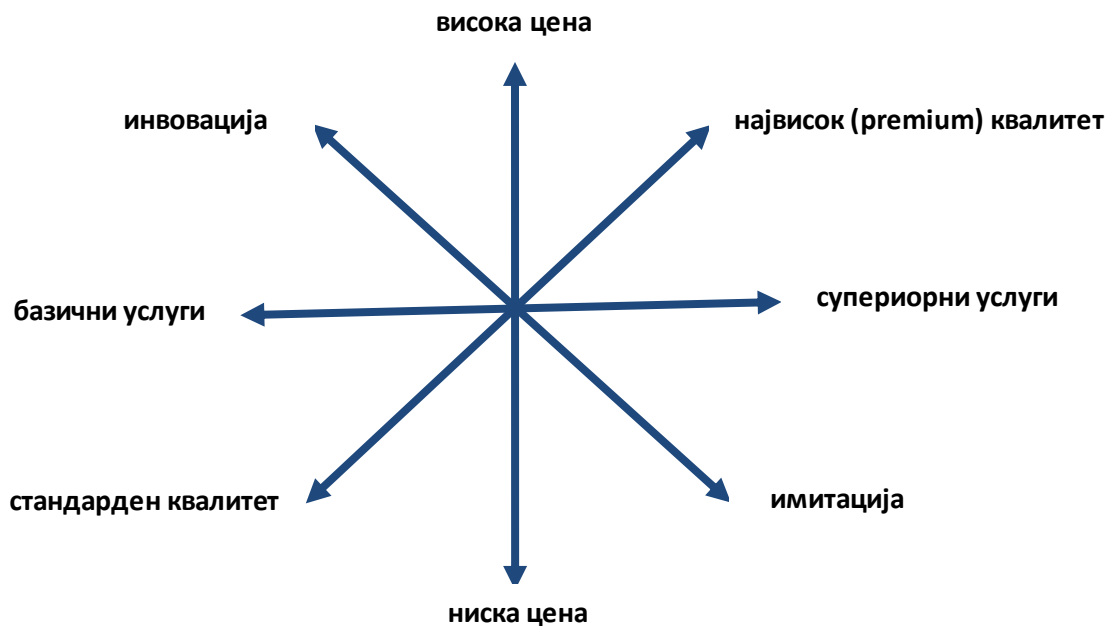 висока цена
инвовација
највисок (premium) квалитет
базични услуги
супериорни услуги
стандарден квалитет
имитација
ниска цена